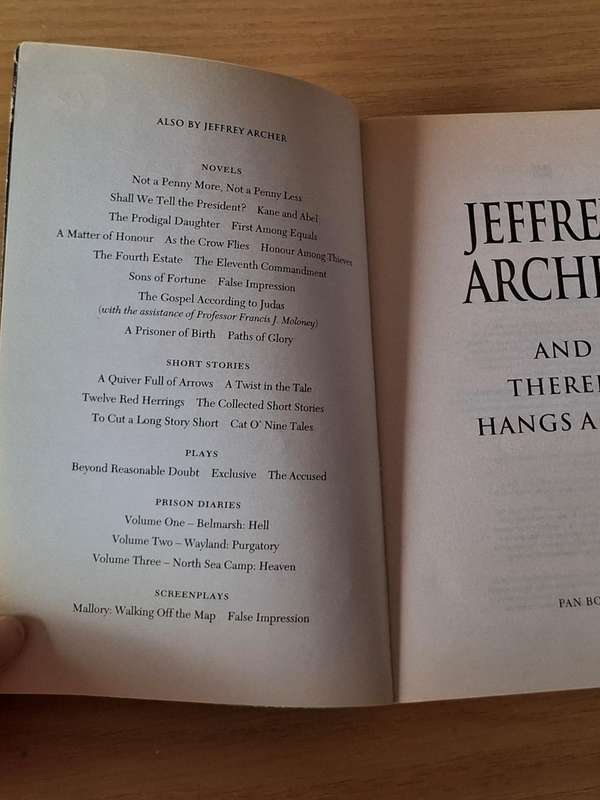 ALSO BY JEFFREY ARCHER
NOVELS
Not a Penny More, Not a Penny Less
Shall We Tell the President? Kane and Abel
The Prodigal Daughter First Among Equals
A Matter of Honour As the Crow Flies Honour Among Thieves
The Fourth Estate The Eleventh Commandment
Sons of Fortune False Impression
The Gospel According to Judas
(with the assistance of Professor Francis J. Moloney)
A Prisoner of Birth Paths of Glory
SHORT STORIES
A Quiver Full of Arrows A Twist in the Tale
Twelve Red Herrings The Collected Short Stories
To Cut a Long Story Short Cat O' Nine Tales
PLAYS
Beyond Reasonable Doubt Exclusive The Accused
PRISON DIARIES
Volume One – Belmarsh: Hell
Volume Two – Wayland: Purgatory
Volume Three – North Sea Camp: Heaven
SCREENPLAYS
Mallory: Walking Off the Map False Impression
JEFFRE
ARCHE
AND
THERE
HANGS A
PAN BO